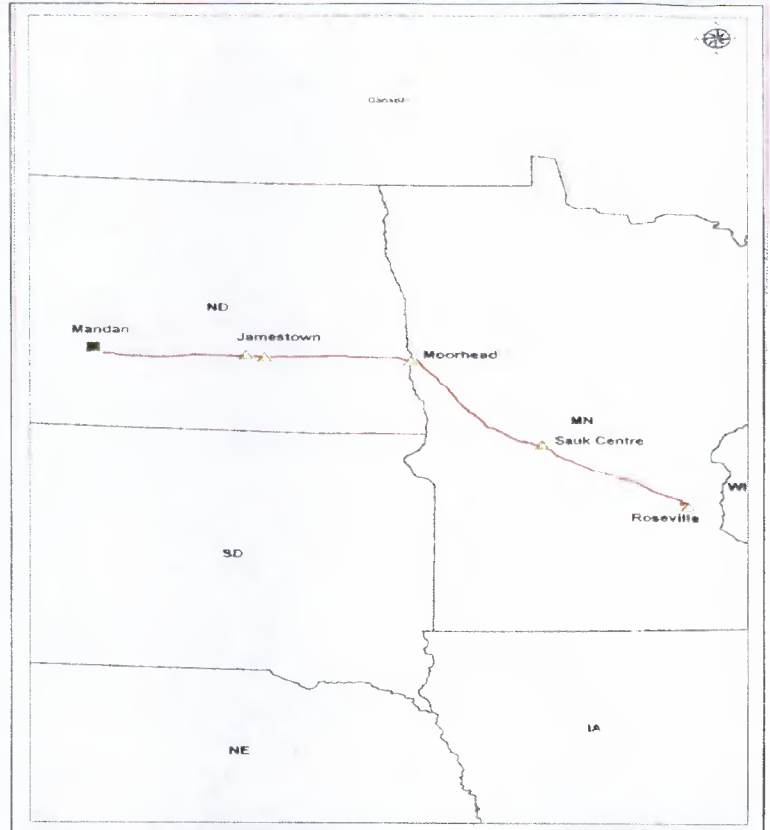 Canada
ND
Mandan
Jamestown
Moorhead
MN
Sauk Centre
WI
Roseville
SD
IA
NE